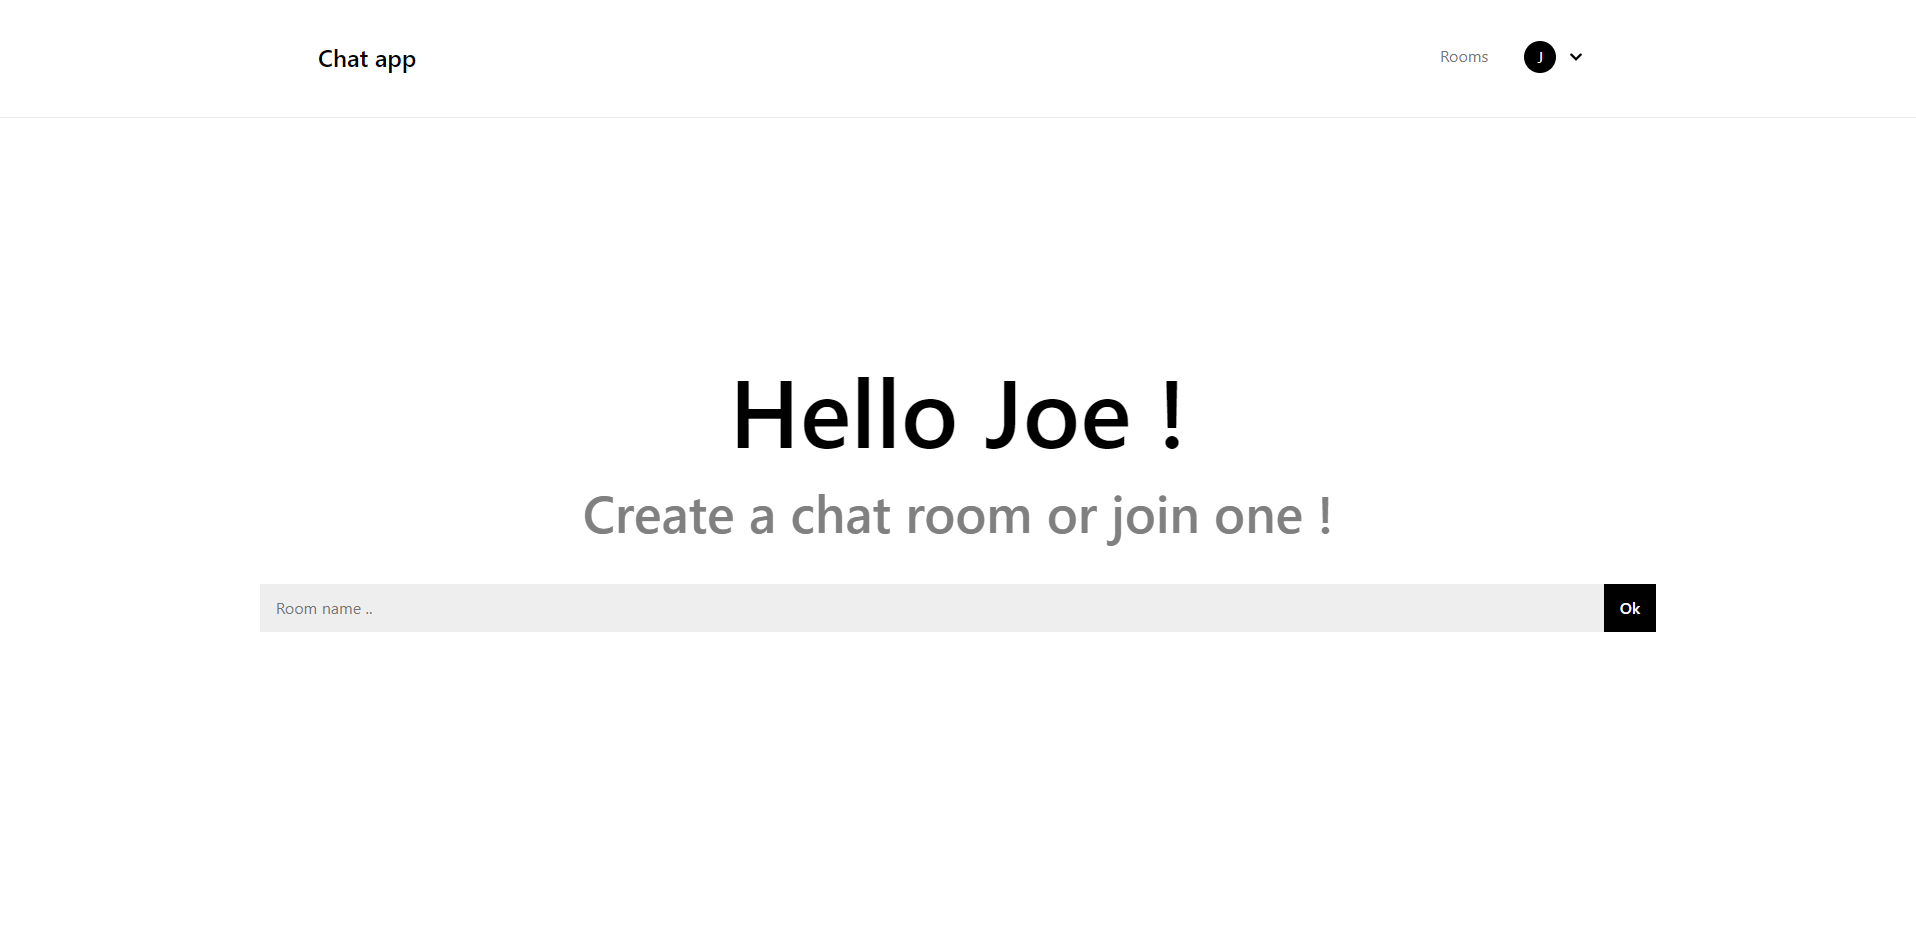 Chat app
Rooms
J
Hello Joe !
Create a chat room or join one !
Room name ..
Ok